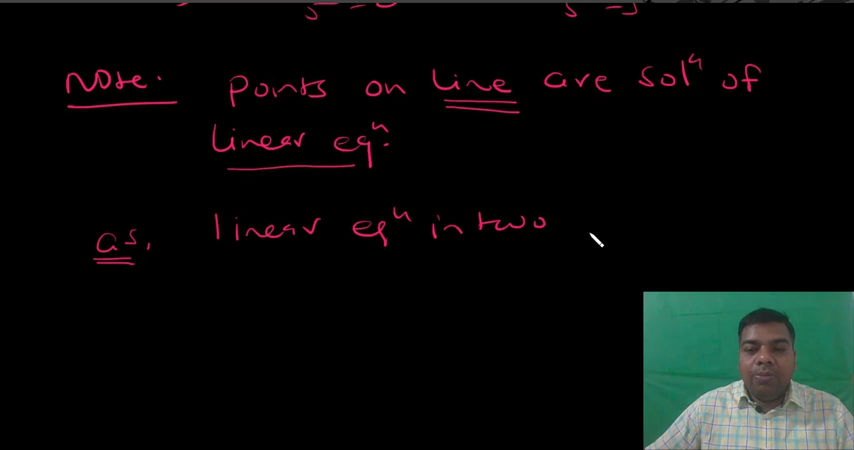 Note. Points on line are solⁿ of
linear eqⁿ.
as, linear eqⁿ in two